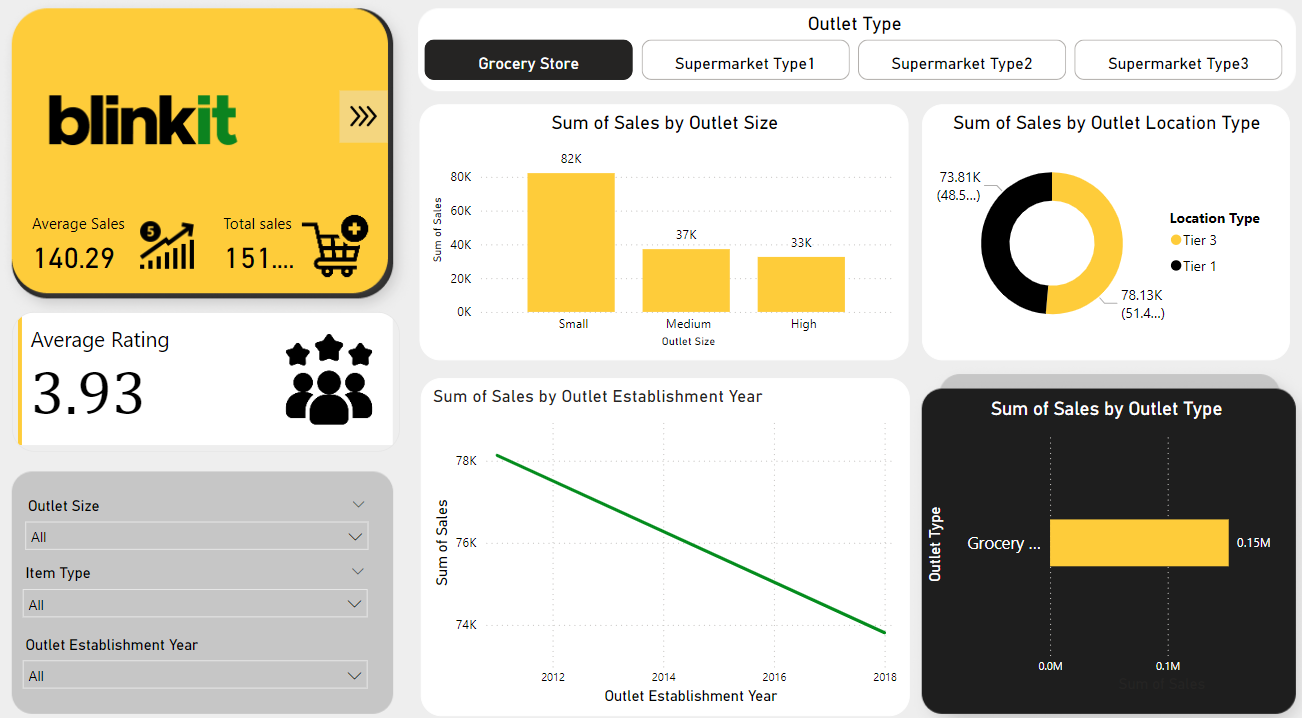 blinkit
Average Sales
140.29
5
Total sales
151....
Average Rating
3.93
Outlet Size
All
Item Type
All
Outlet Establishment Year
All
Outlet Type
Grocery Store
Supermarket Type1
Supermarket Type2
Supermarket Type3
Sum of Sales by Outlet Size
Sum of Sales
80K
60K
40K
20K
0K
82K
37K
33K
Small
Medium
High
Outlet Size
Sum of Sales by Outlet Location Type
73.81K
(48.5...)
78.13K
(51.4...)
Location Type
Tier 3
Tier 1
Sum of Sales by Outlet Establishment Year
Sum of Sales
78K
76K
74K
2012
2014
2016
2018
Outlet Establishment Year
Sum of Sales by Outlet Type
Outlet Type
Grocery ...
0.15M
0.0M
0.1M
Sum of Sales